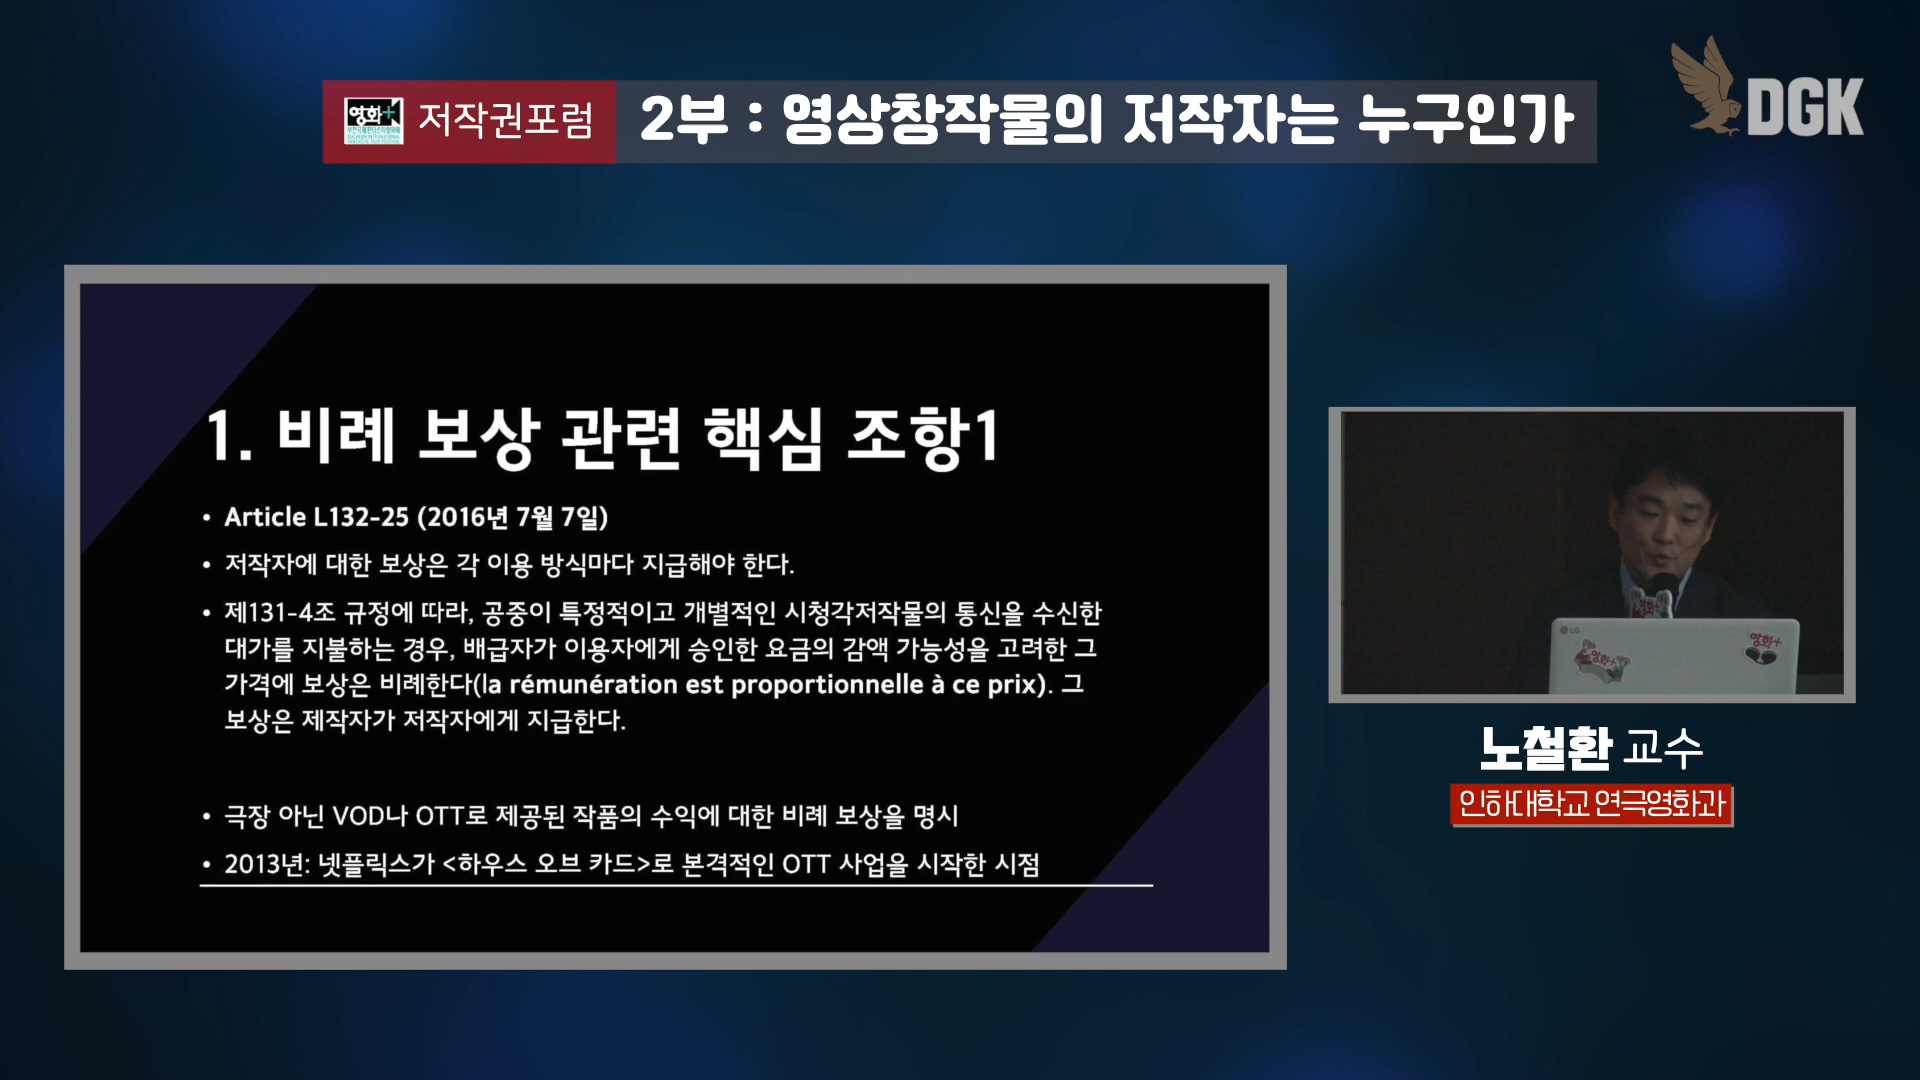 영화+
저작권포럼
2부 : 영상창작물의 저작자는 누구인가
DGK
1. 비례 보상 관련 핵심 조항1
• Article L132-25 (2016년 7월 7일)
• 저작자에 대한 보상은 각 이용 방식마다 지급해야 한다.
• 제131-4조 규정에 따라, 공중이 특정적이고 개별적인 시청각저작물의 통신을 수신한
대가를 지불하는 경우, 배급자가 이용자에게 승인한 요금의 감액 가능성을 고려한 그
가격에 보상은 비례한다(la rémunération est proportionnelle à ce prix). 그
보상은 제작자가 저작자에게 지급한다.
• 극장 아닌 VOD나 OTT로 제공된 작품의 수익에 대한 비례 보상을 명시
• 2013년: 넷플릭스가 <하우스 오브 카드>로 본격적인 OTT 사업을 시작한 시점
영화+
LG
영화+
영화+
노철환 교수
인하대학교 연극영화과